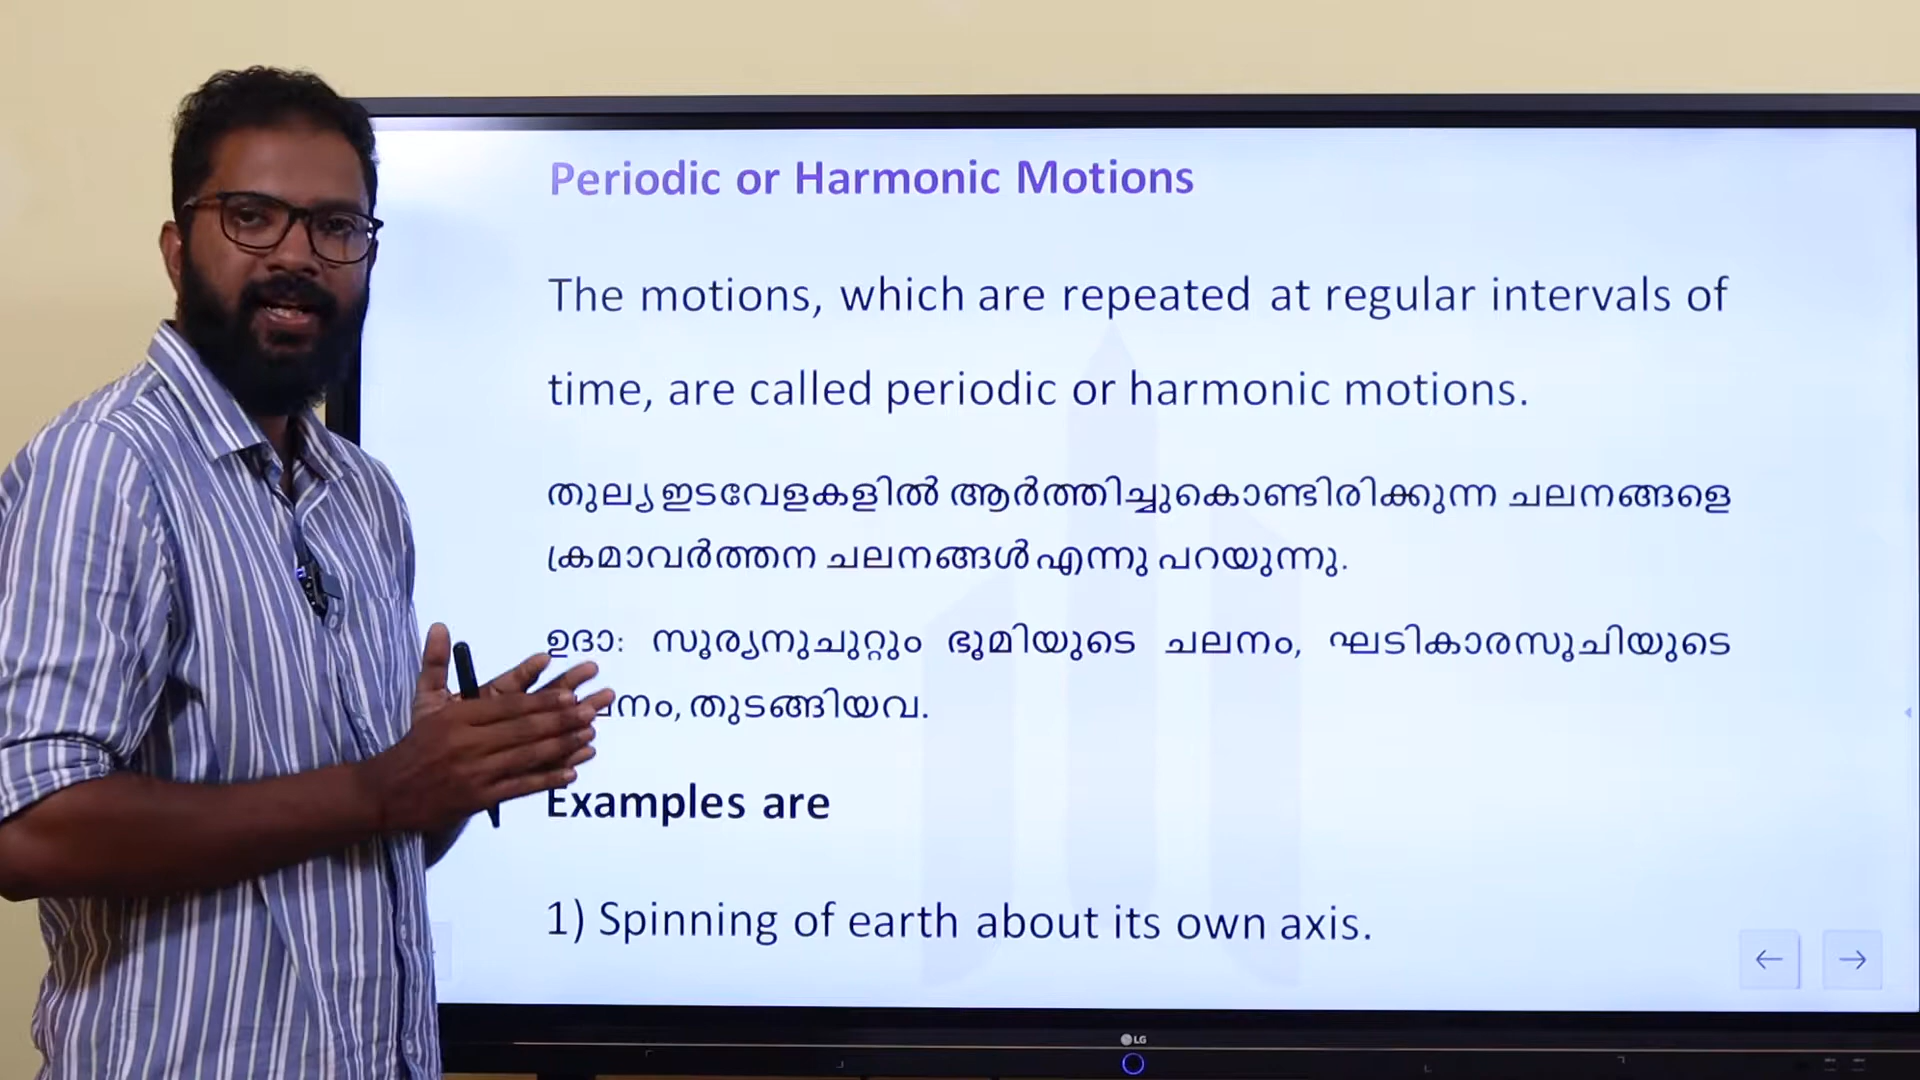 Periodic or Harmonic Motions
The motions, which are repeated at regular intervals of
time, are called periodic or harmonic motions.
തുല്യ ഇടവേളകളിൽ ആർത്തിച്ചുകൊണ്ടിരിക്കുന്ന ചലനങ്ങളെ
ക്രമാവർത്തന ചലനങ്ങൾ എന്നു പറയുന്നു.
ഉദാ: സൂര്യനുചുറ്റും ഭൂമിയുടെ ചലനം, ഘടികാരസൂചിയുടെ
തുടങ്ങിയവ.
Examples are
1) Spinning of earth about its own axis.
LG